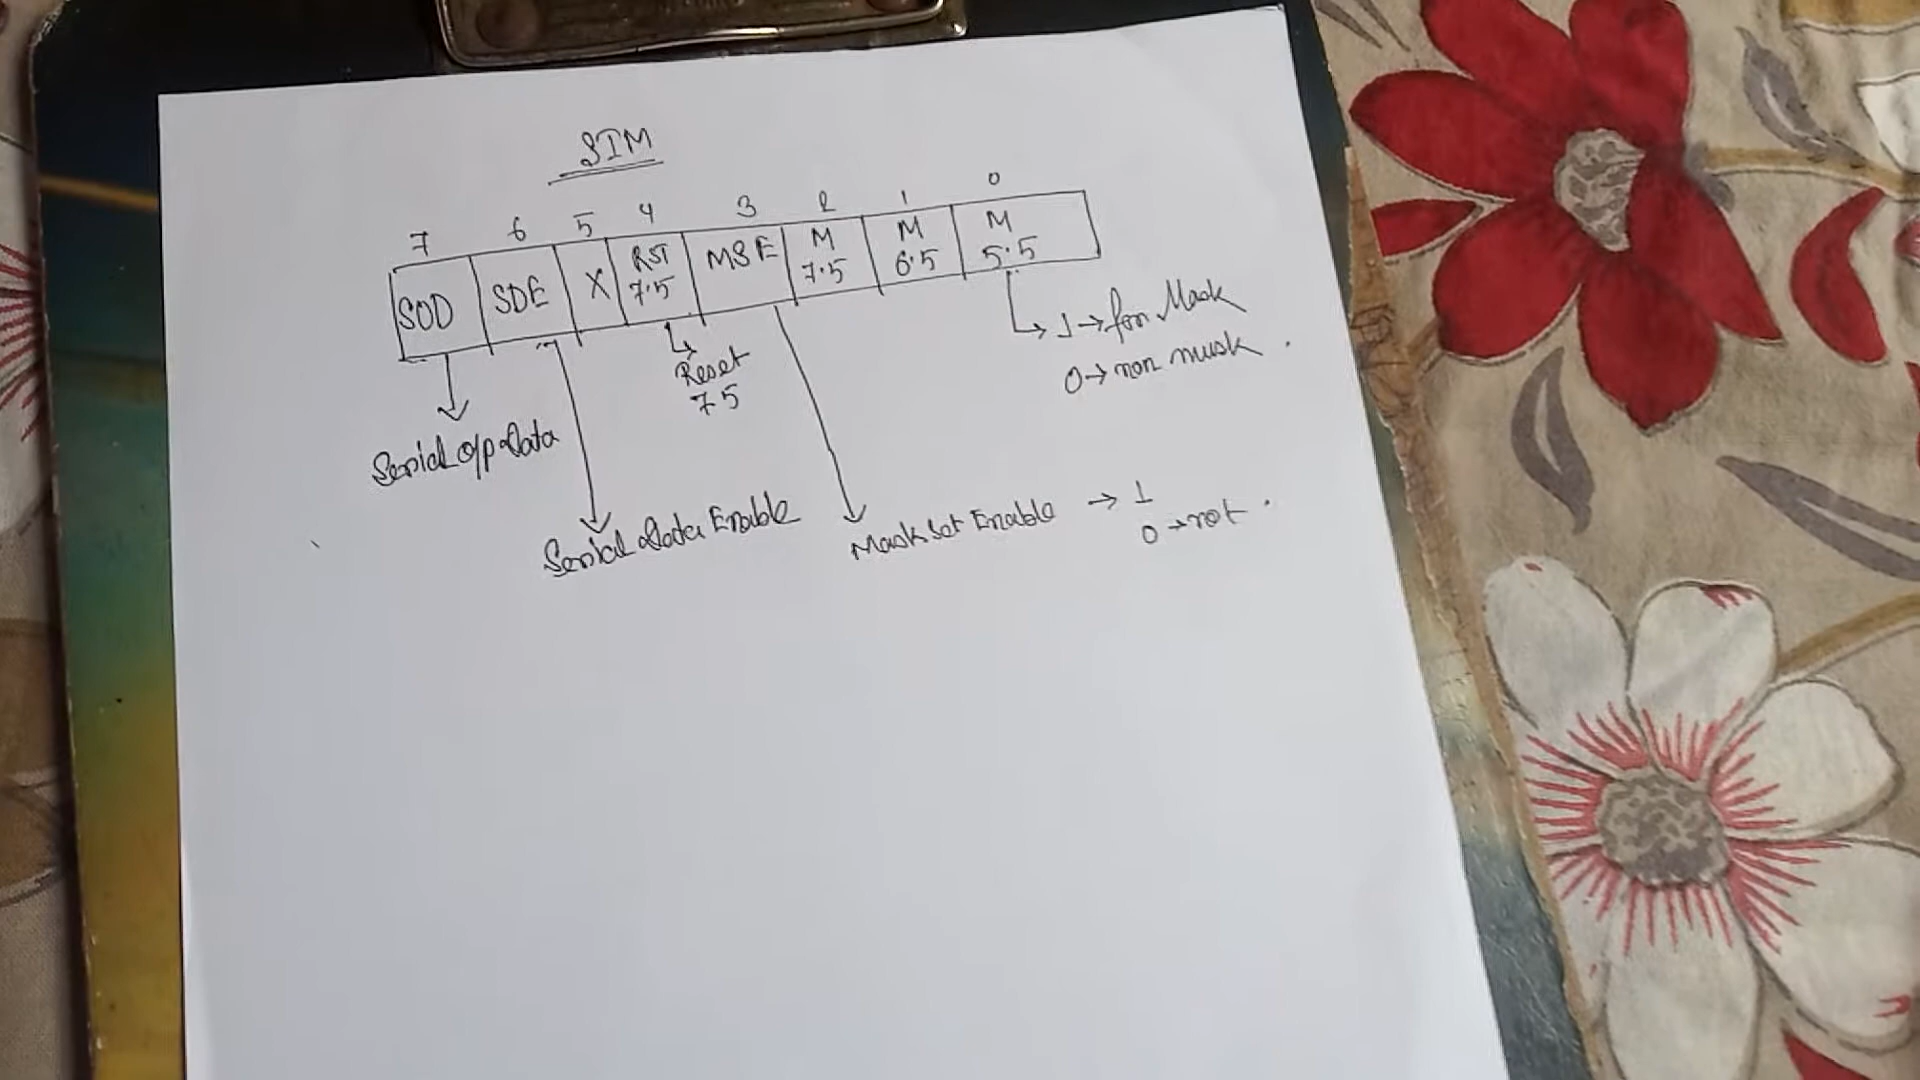 SIM
7 6 5 4 3 2 1 0
SOD SDE X RST 7.5 MSE M 7.5 M 6.5 M 5.5
1 → for Mask
0 → non musk.
Reset
7.5
Serial o/p Data
Serial Data Enable
Mask Set Enable → 1
0 → not.